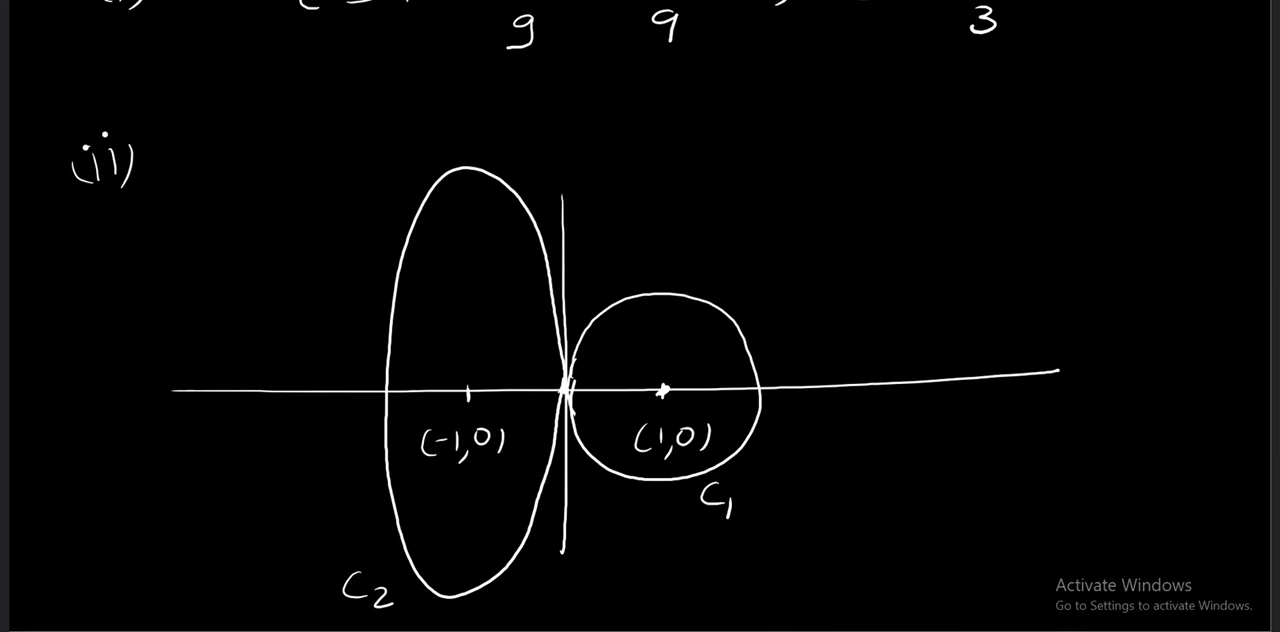 9 9 3
(ii)
(-1,0) (1,0)
C1
C2
Activate Windows
Go to Settings to activate Windows.